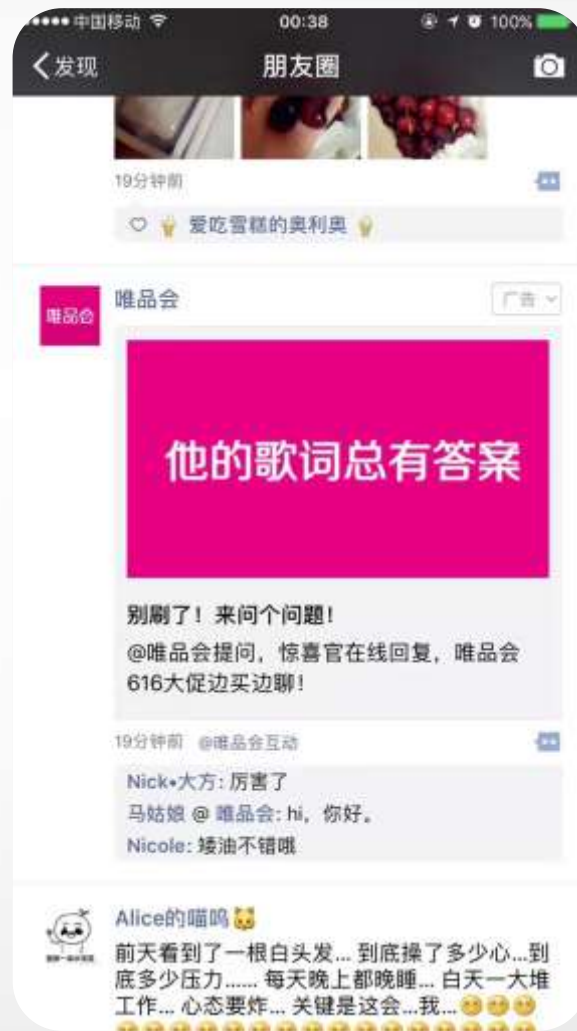 中国移动 00:38 100%
发现 朋友圈
19分钟前
爱吃雪糕的奥利奥
唯品会
唯品会 广告
他的歌词总有答案
别刷了！来问个问题！
@唯品会提问，惊喜官在线回复，唯品会
616大促边买边聊！
19分钟前 @唯品会互动
Nick•大方: 厉害了
马姑娘 @ 唯品会: hi，你好。
Nicole: 矮油不错哦
Alice的喵呜
前天看到了一根白头发... 到底操了多少心...到
底多少压力...... 每天晚上都晚睡... 白天一大堆
工作... 心态要炸... 关键是这会...我...